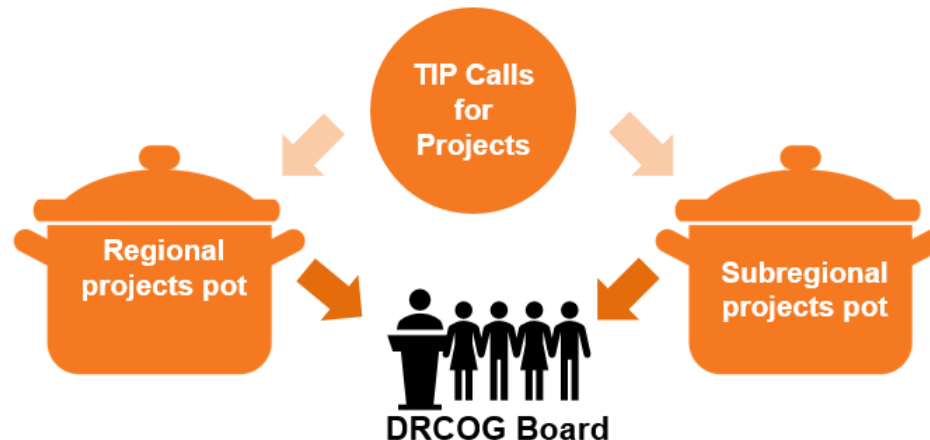 TIP Calls
for
Projects
Regional
projects pot
Subregional
projects pot
DRCOG Board